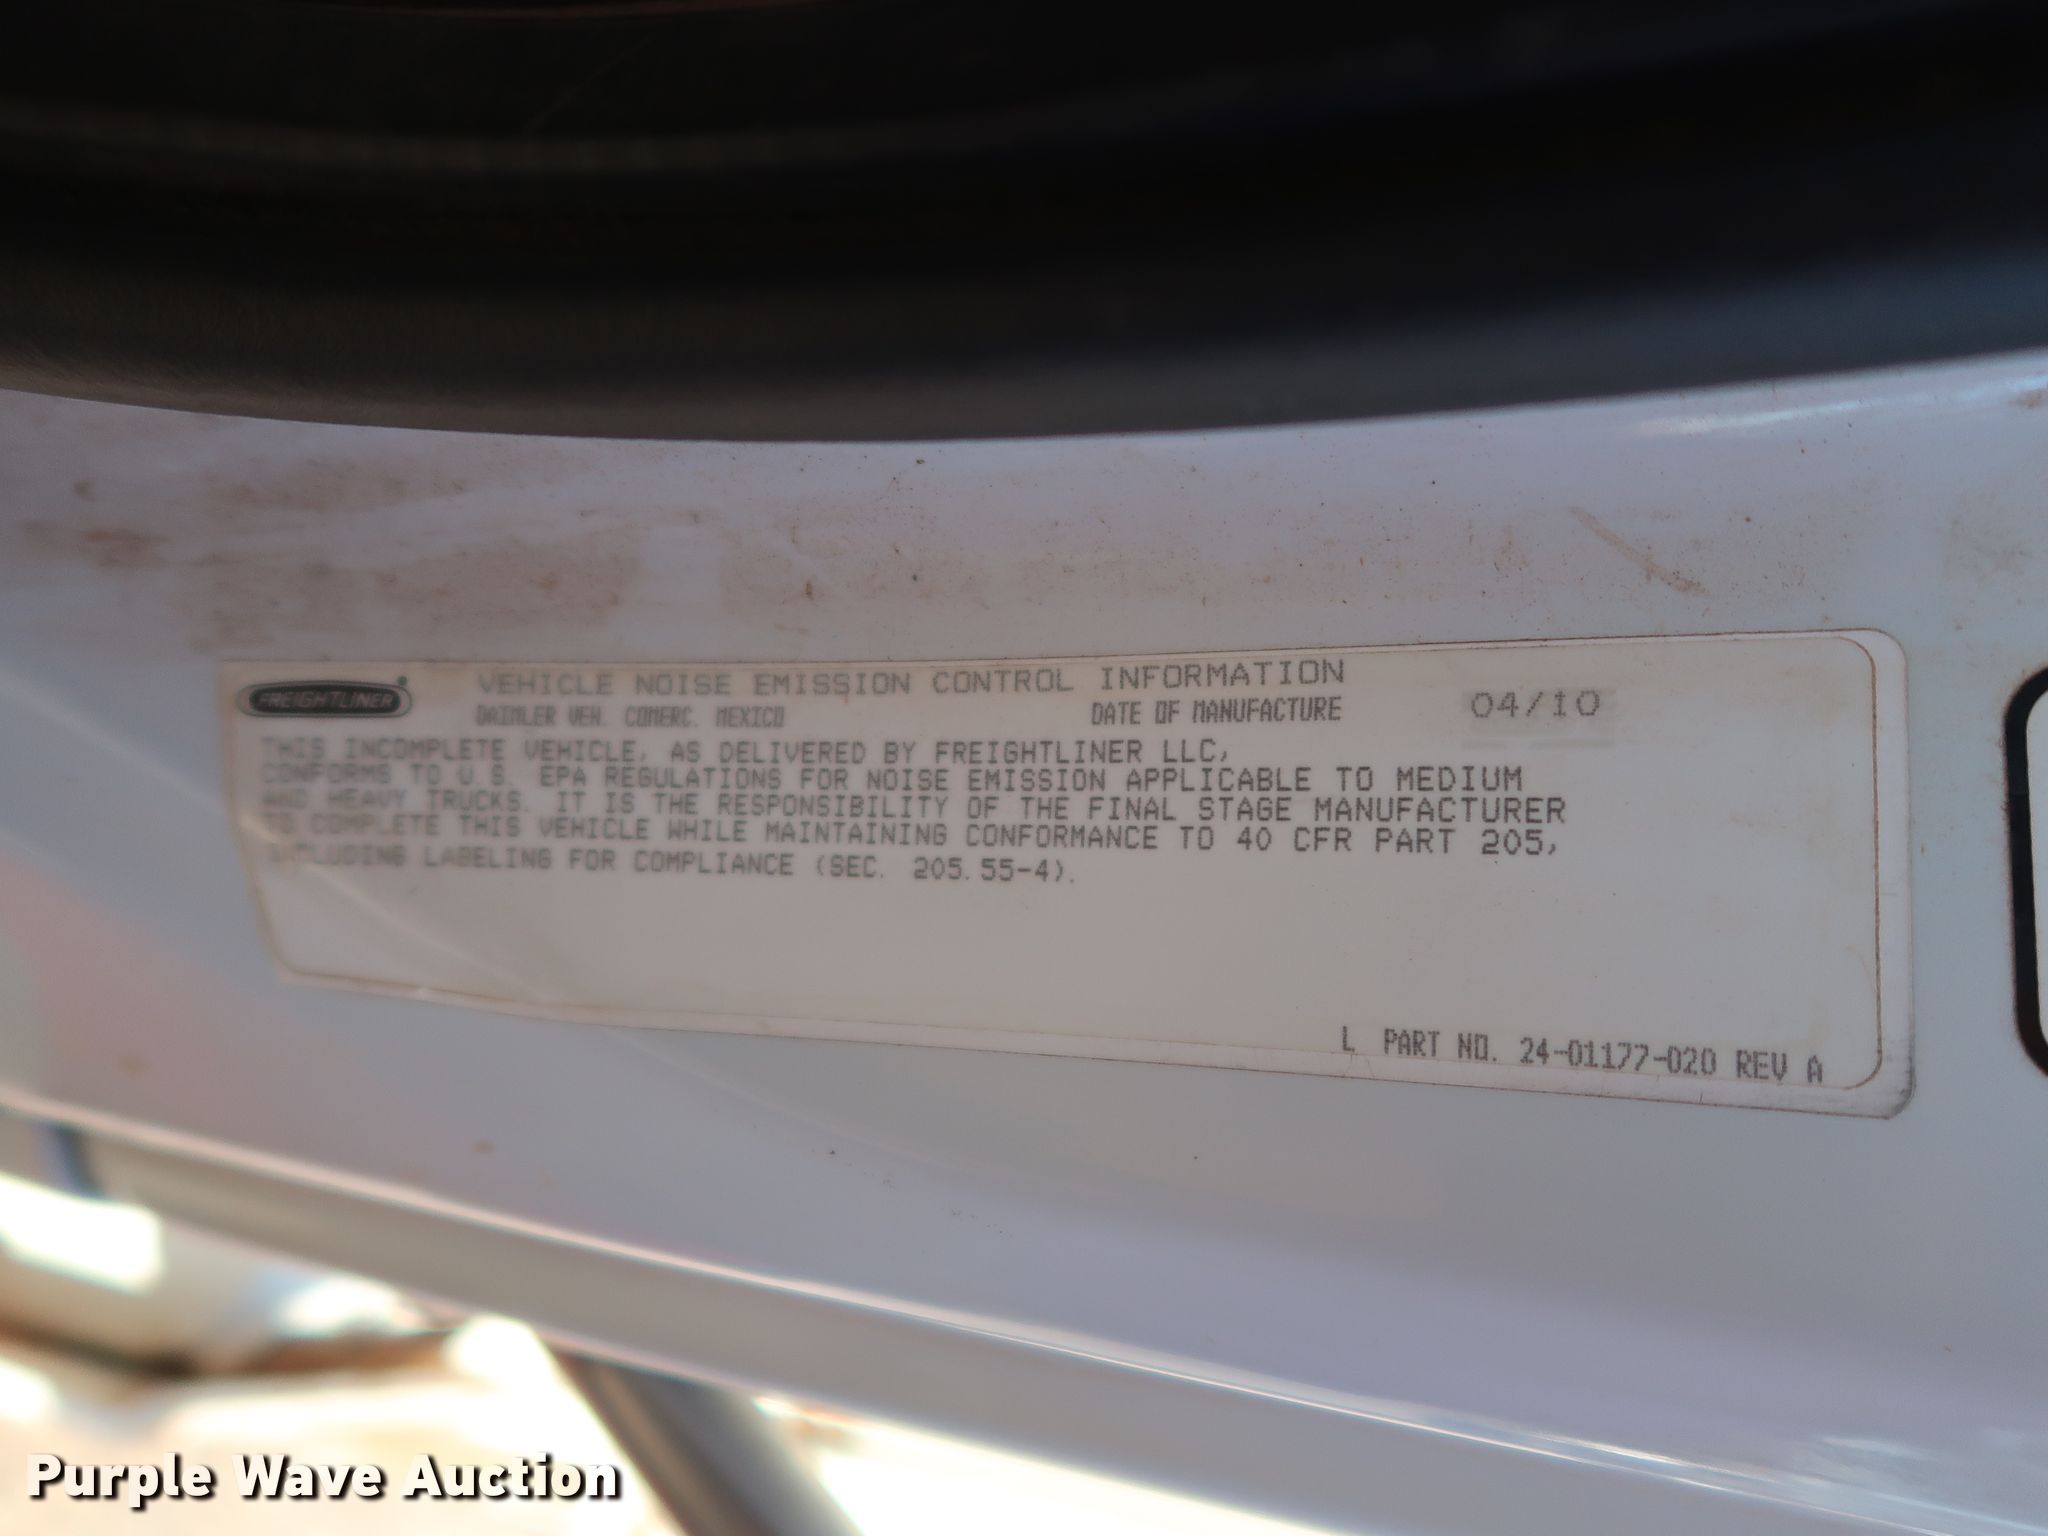 FREIGHTLINER
VEHICLE NOISE EMISSION CONTROL INFORMATION
DAIMLER VEH. COMERC. MEXICO DATE OF MANUFACTURE 04/10
THIS INCOMPLETE VEHICLE, AS DELIVERED BY FREIGHTLINER LLC,
CONFORMS TO U.S. EPA REGULATIONS FOR NOISE EMISSION APPLICABLE TO MEDIUM
AND HEAVY TRUCKS. IT IS THE RESPONSIBILITY OF THE FINAL STAGE MANUFACTURER
TO COMPLETE THIS VEHICLE WHILE MAINTAINING CONFORMANCE TO 40 CFR PART 205,
INCLUDING LABELING FOR COMPLIANCE (SEC. 205.55-4).
L PART NO. 24-01177-020 REV A
Purple Wave Auction